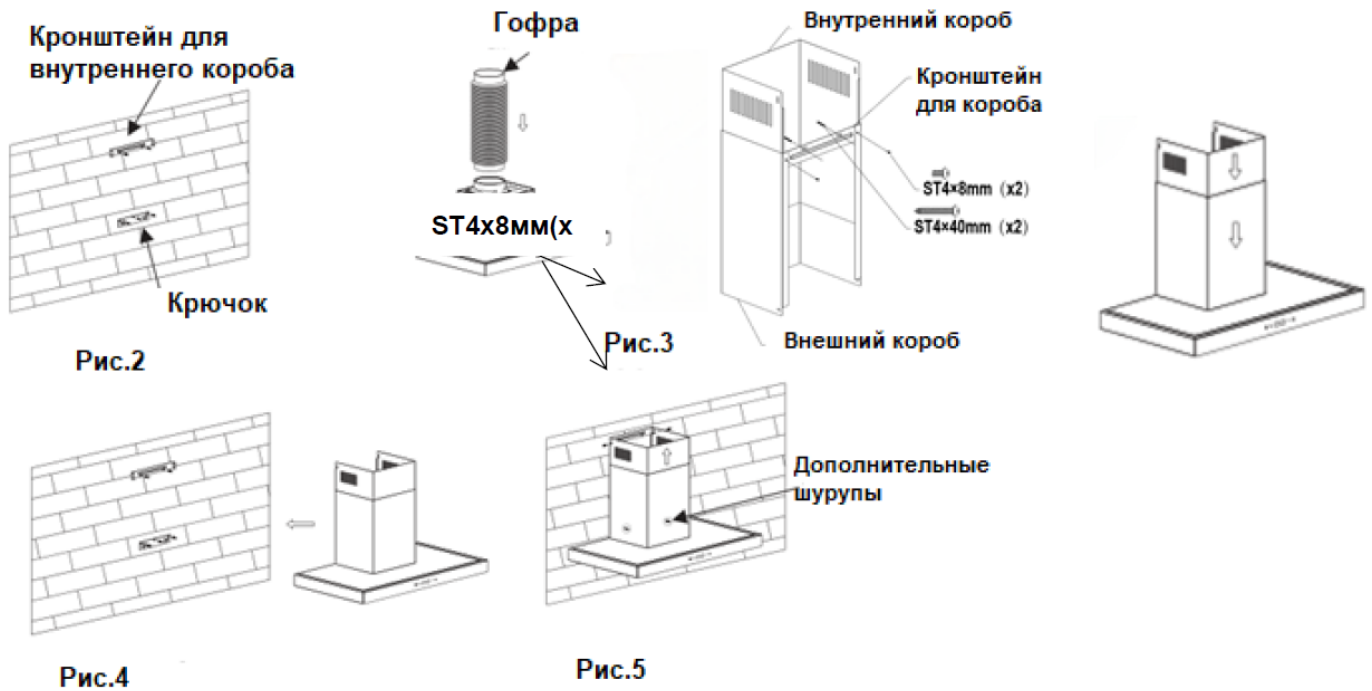 Кронштейн для
внутреннего короба
Крючок
Рис.2
Гофра
ST4x8мм(x
Рис.3
Внутренний короб
Кронштейн
для короба
ST4×8mm (x2)
ST4×40mm (x2)
Внешний короб
Рис.4
Дополнительные
шурупы
Рис.5